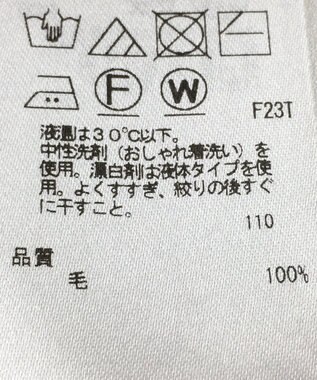 F W F23T
液温は30℃以下。
中性洗剤（おしゃれ着洗い）を
使用。漂白剤は液体タイプを使
用。よくすすぎ、絞りの後すぐ
に干すこと。
110
品質
毛 100%